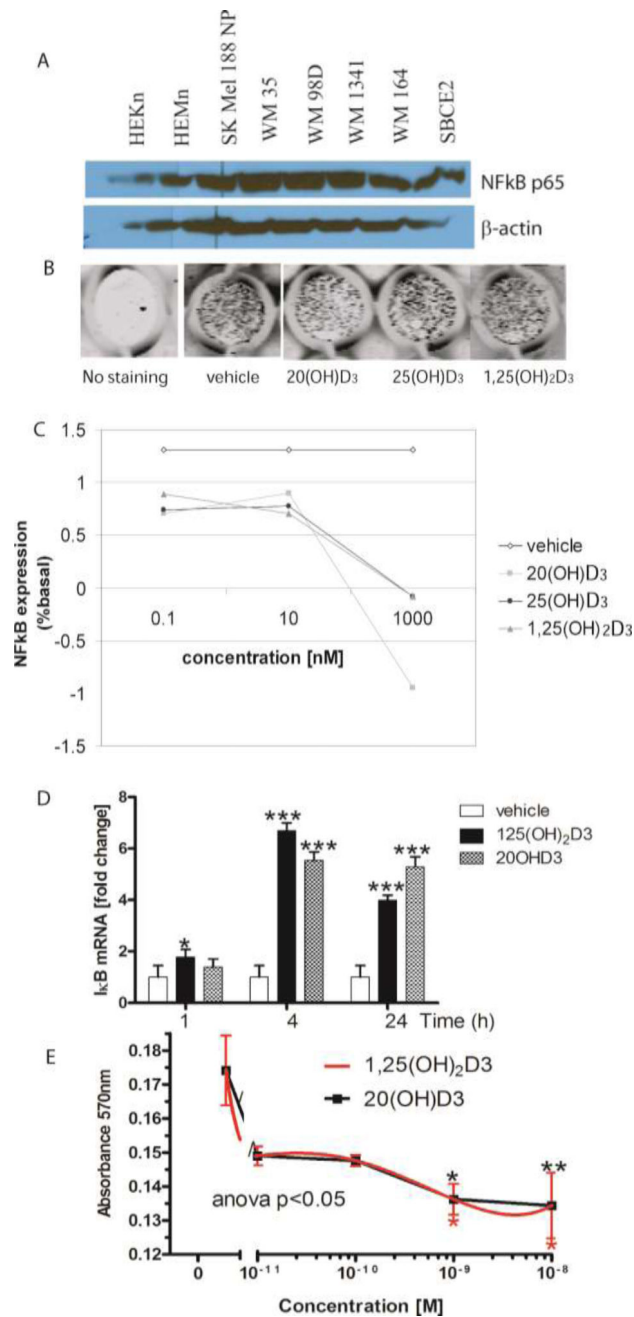 A
HEKn
HEMn
SK Mel 188 NP
WM 35
WM 98D
WM 1341
WM 164
SBCE2
NFkB p65
β-actin
B
No staining
vehicle
20(OH)D3
25(OH)D3
1,25(OH)2D3
C
NFkB expression
(%basal)
1.5
1
0.5
0
-0.5
-1
-1.5
0.1
10
1000
concentration [nM]
vehicle
20(OH)D3
25(OH)D3
1,25(OH)2D3
D
IκB mRNA [fold change]
8
6
4
2
0
*
***
***
***
***
1
4
24
Time (h)
vehicle
125(OH)2D3
20OHD3
E
Absorbance 570nm
0.18
0.17
0.16
0.15
0.14
0.13
0.12
1,25(OH)2D3
20(OH)D3
anova p<0.05
*
**
*
*
0
10-11
10-10
10-9
10-8
Concentration [M]